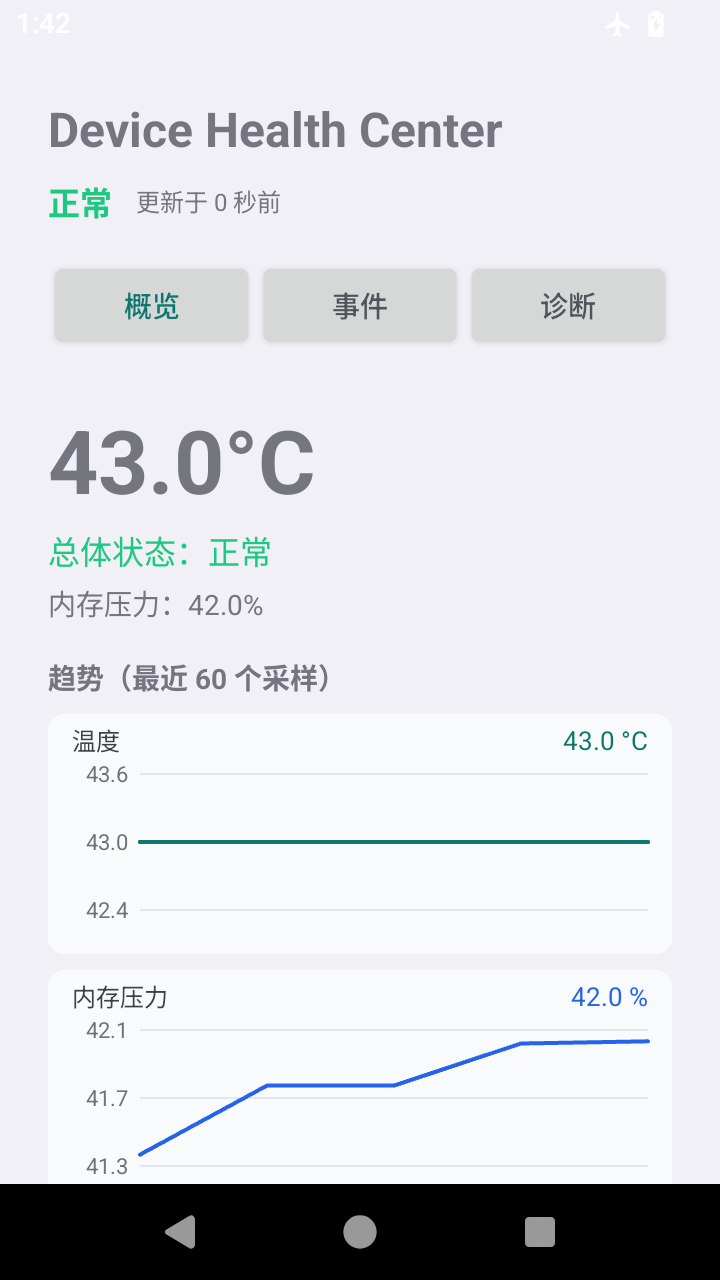 1:42
Device Health Center
正常 更新于 0 秒前
概览 事件 诊断
43.0°C
总体状态：正常
内存压力：42.0%
趋势（最近 60 个采样）
温度 43.0 °C
43.6
43.0
42.4
内存压力 42.0 %
42.1
41.7
41.3